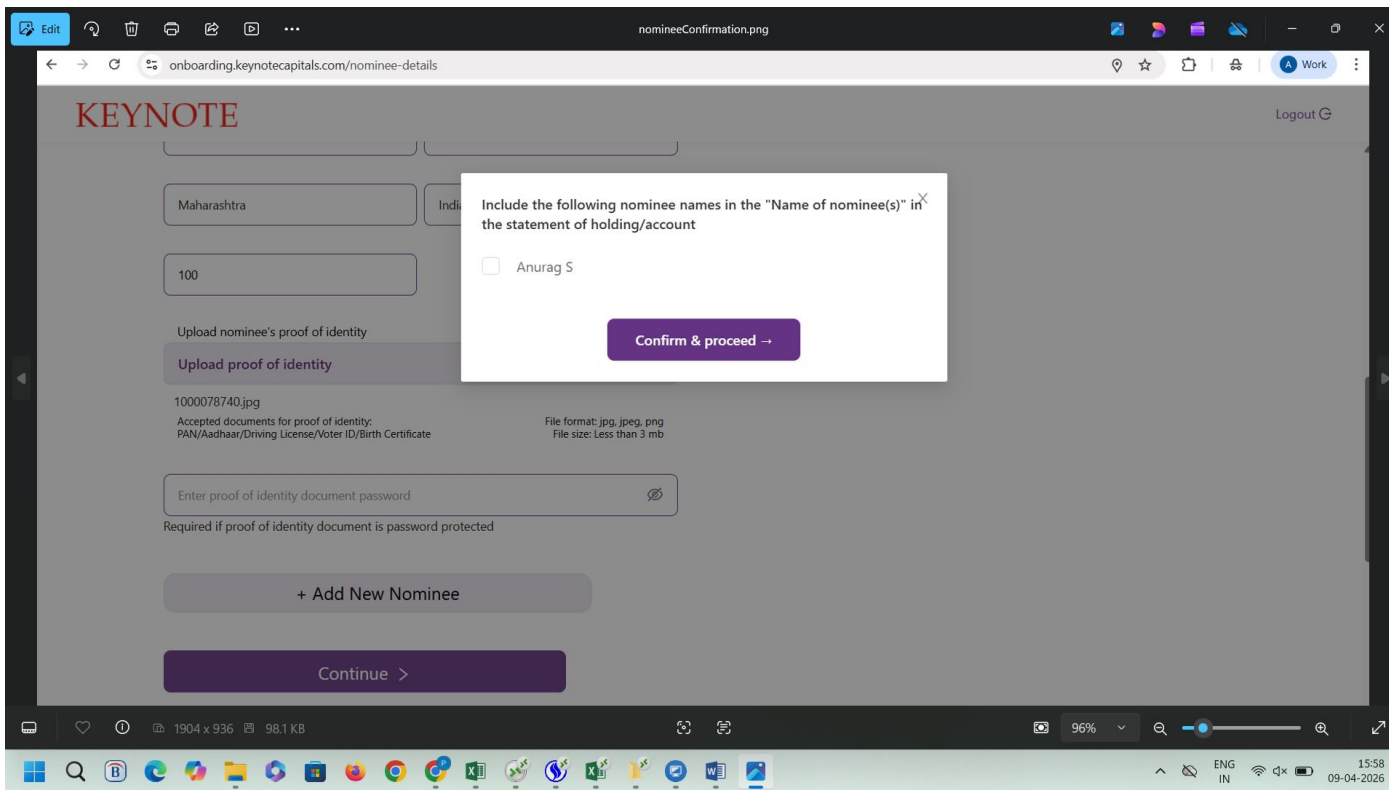 Edit
nomineeConfirmation.png
onboarding.keynotecapitals.com/nominee-details
A Work
KEYNOTE
Logout
Maharashtra
Indi
Include the following nominee names in the "Name of nominee(s)" in
the statement of holding/account
Anurag S
Confirm & proceed →
100
Upload nominee's proof of identity
Upload proof of identity
1000078740.jpg
Accepted documents for proof of identity:
PAN/Aadhaar/Driving License/Voter ID/Birth Certificate
File format: jpg, jpeg, png
File size: Less than 3 mb
Enter proof of identity document password
Required if proof of identity document is password protected
+ Add New Nominee
Continue >
1904 x 936
98.1 KB
96%
ENG
IN
15:58
09-04-2026